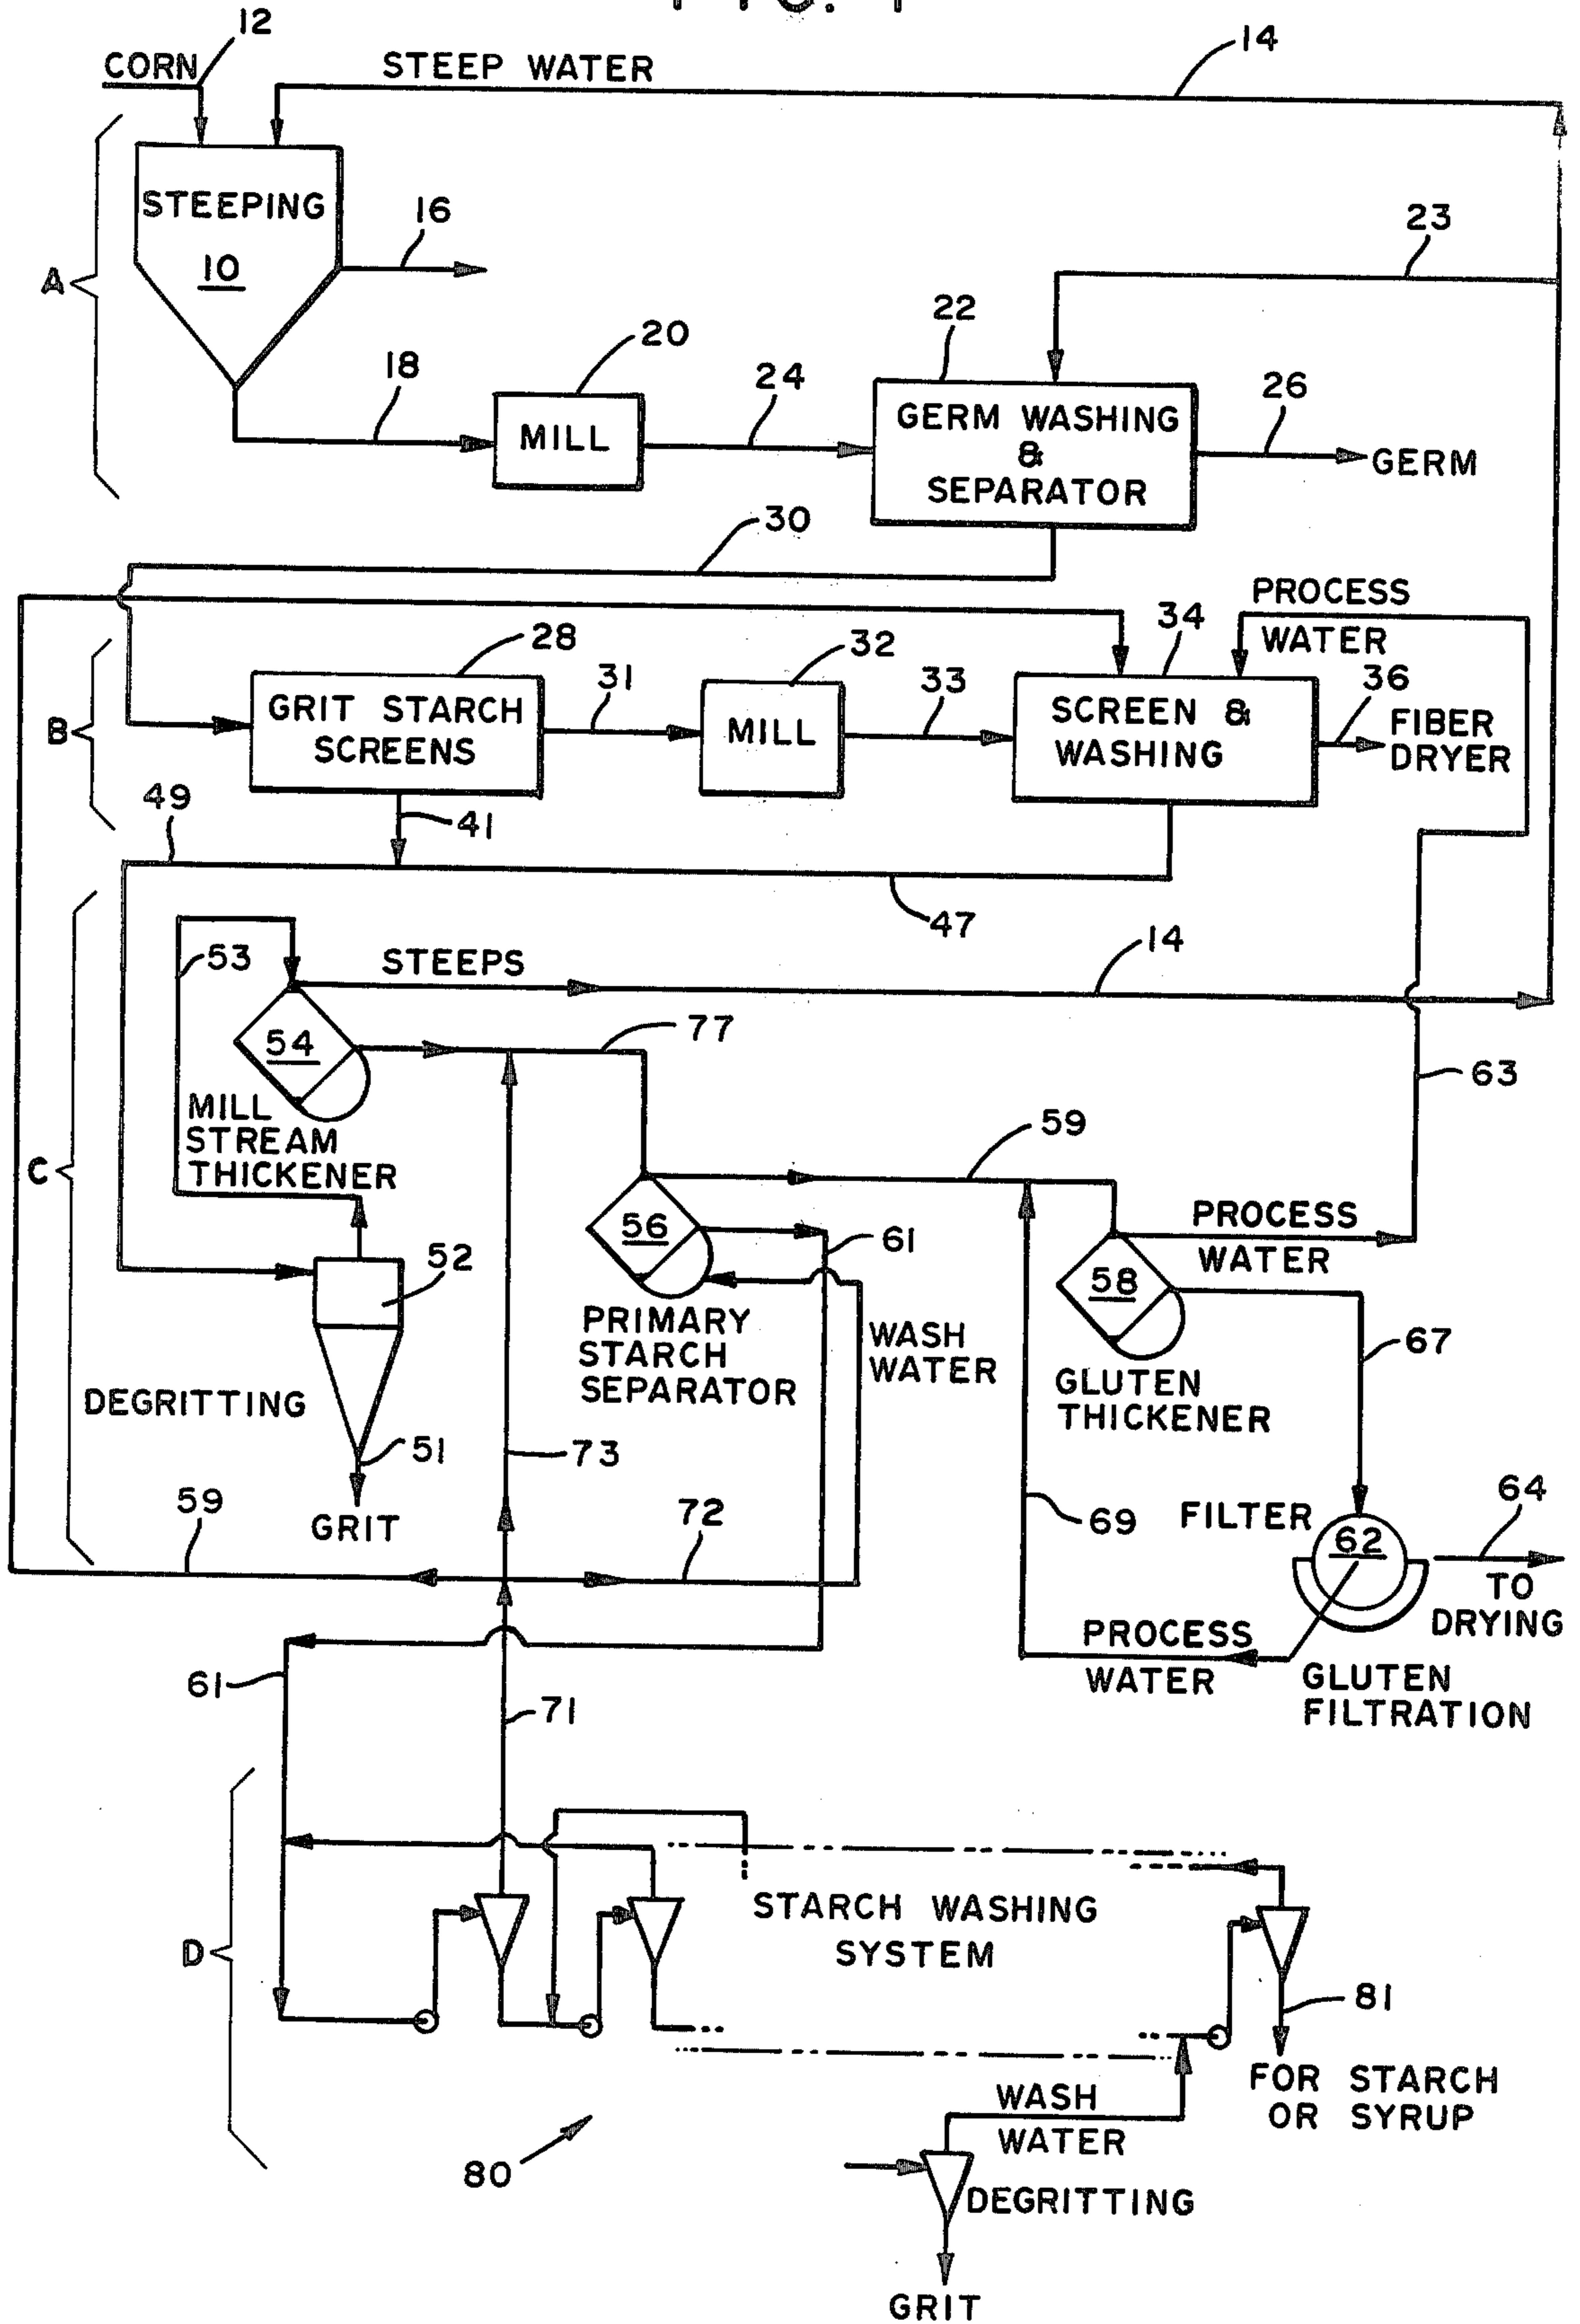 FIG. 1
12
CORN
STEEP WATER
14
STEEPING
10
A
16
23
22
20
18
24
26
MILL
GERM WASHING
&
SEPARATOR
GERM
30
PROCESS
WATER
34
28
32
31
33
36
B
GRIT STARCH
SCREENS
MILL
SCREEN &
WASHING
FIBER
DRYER
49
41
47
53
STEEPS
14
54
77
63
MILL
STREAM
THICKENER
C
59
56
61
PROCESS
WATER
52
58
PRIMARY
STARCH
SEPARATOR
WASH
WATER
67
GLUTEN
THICKENER
DEGRITTING
51
73
GRIT
59
72
69
FILTER
62
64
TO
DRYING
PROCESS
WATER
GLUTEN
FILTRATION
61
71
D
STARCH WASHING
SYSTEM
81
FOR STARCH
OR SYRUP
WASH
WATER
80
DEGRITTING
GRIT